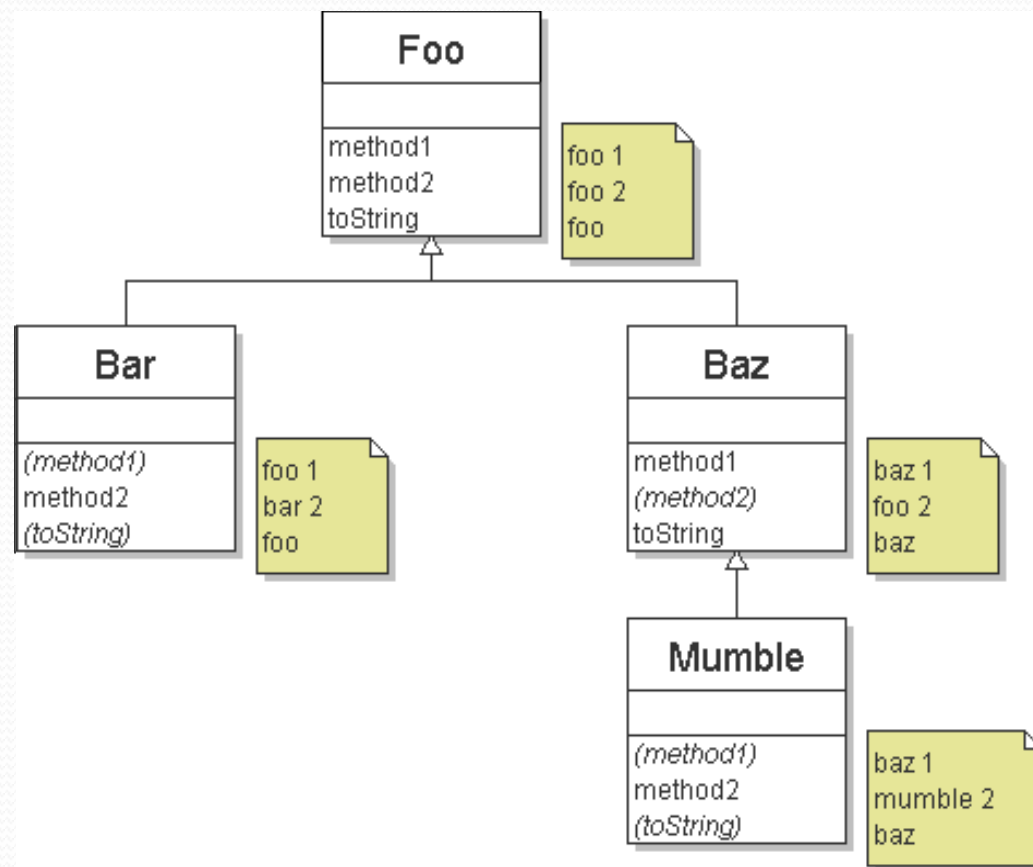 Foo
method1
method2
toString
foo 1
foo 2
foo
Bar
(method1)
method2
(toString)
foo 1
bar 2
foo
Baz
method1
(method2)
toString
baz 1
foo 2
baz
Mumble
(method1)
method2
(toString)
baz 1
mumble 2
baz